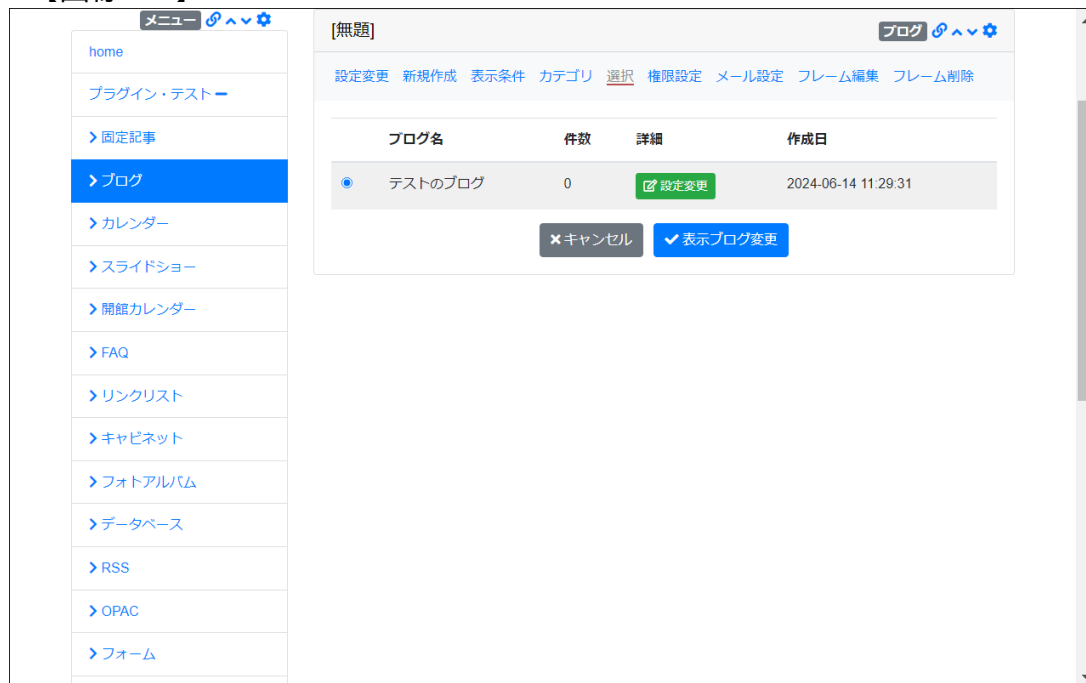 メニュー
home
プラグイン・テスト
固定記事
ブログ
カレンダー
スライドショー
開館カレンダー
FAQ
リンクリスト
キャビネット
フォトアルバム
データベース
RSS
OPAC
フォーム
[無題] ブログ
設定変更 新規作成 表示条件 カテゴリ 選択 権限設定 メール設定 フレーム編集 フレーム削除
ブログ名 件数 詳細 作成日
テストのブログ 0 設定変更 2024-06-14 11:29:31
キャンセル 表示ブログ変更